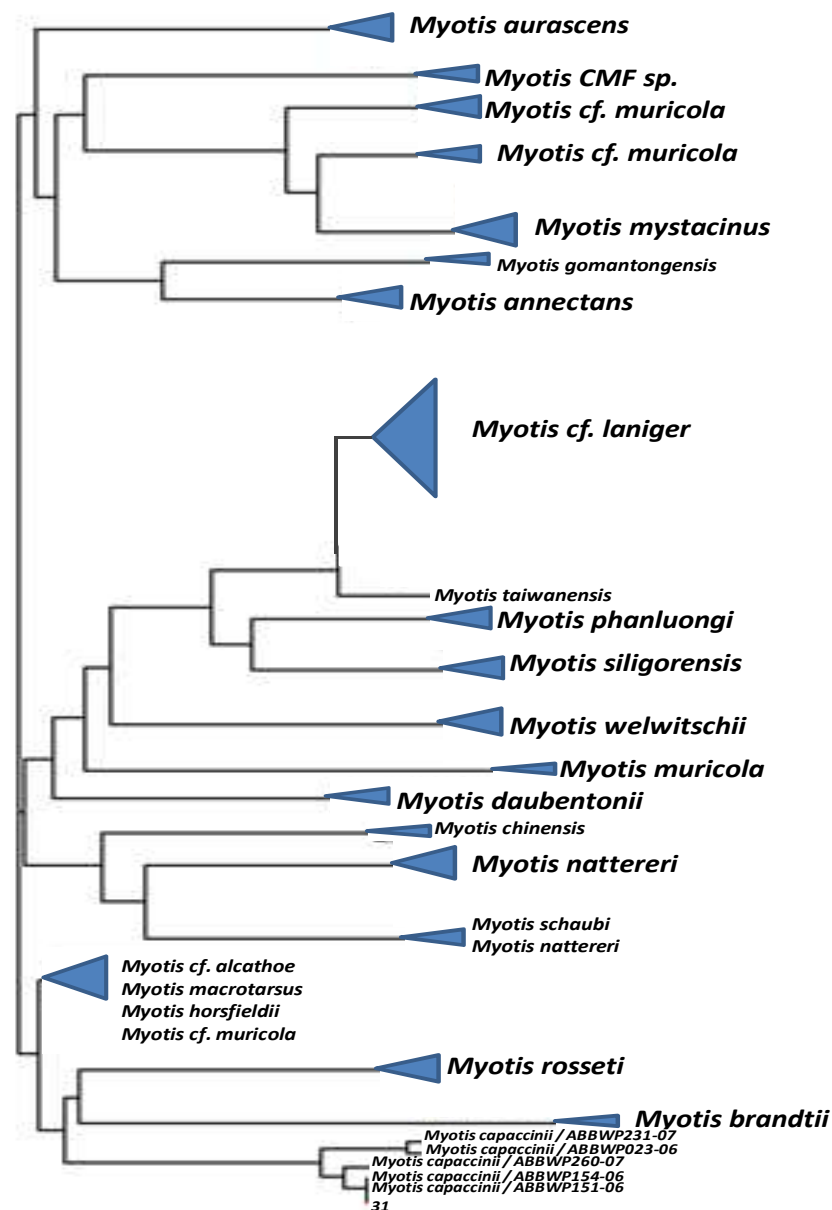 Myotis aurascens
Myotis CMF sp.
Myotis cf. muricola
Myotis cf. muricola
Myotis mystacinus
Myotis gomantongensis
Myotis annectans
Myotis cf. laniger
Myotis taiwanensis
Myotis phanluongi
Myotis siligorensis
Myotis welwitschii
Myotis muricola
Myotis daubentonii
Myotis chinensis
Myotis nattereri
Myotis schaubi
Myotis nattereri
Myotis cf. alcathoe
Myotis macrotarsus
Myotis horsfieldii
Myotis cf. muricola
Myotis rosseti
Myotis brandtii
Myotis capaccinii / ABBWP231-07
Myotis capaccinii / ABBWP023-06
Myotis capaccinii / ABBWP260-07
Myotis capaccinii / ABBWP154-06
Myotis capaccinii / ABBWP151-06
31